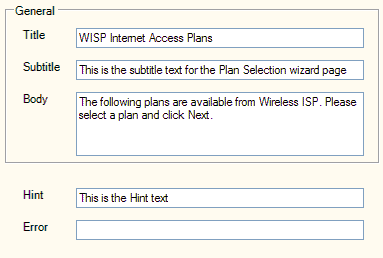 General
Title
WISP Internet Access Plans
Subtitle
This is the subtitle text for the Plan Selection wizard page
Body
The following plans are available from Wireless ISP. Please
select a plan and click Next.
Hint
This is the Hint text
Error